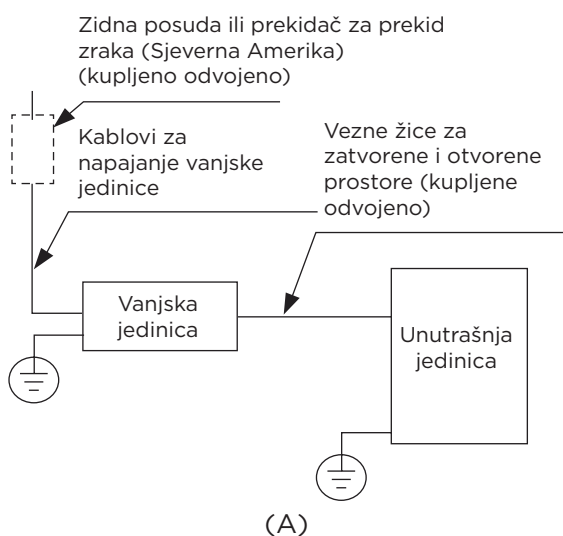 Zidna posuda ili prekidač za prekid
zraka (Sjeverna Amerika)
(kupljeno odvojeno)
Kablovi za
napajanje vanjske
jedinice
Vezne žice za
zatvorene i otvorene
prostore (kupljene
odvojeno)
Vanjska
jedinica
Unutrašnja
jedinica
(A)